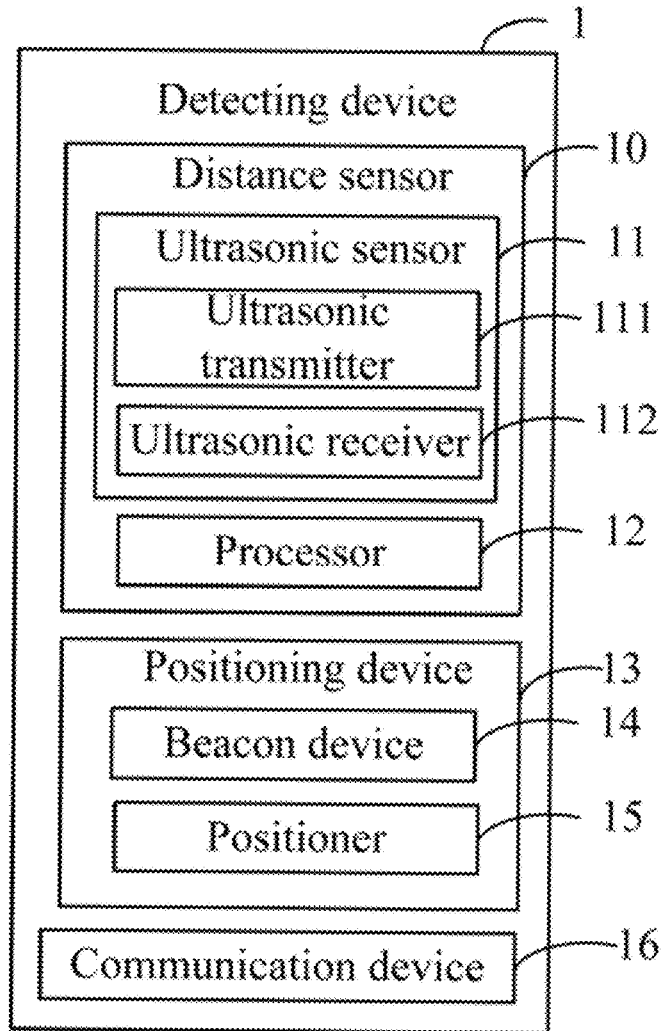 1
Detecting device
10
Distance sensor
Ultrasonic sensor
11
Ultrasonic
transmitter
111
Ultrasonic receiver
112
Processor
12
Positioning device
13
Beacon device
14
Positioner
15
Communication device
16